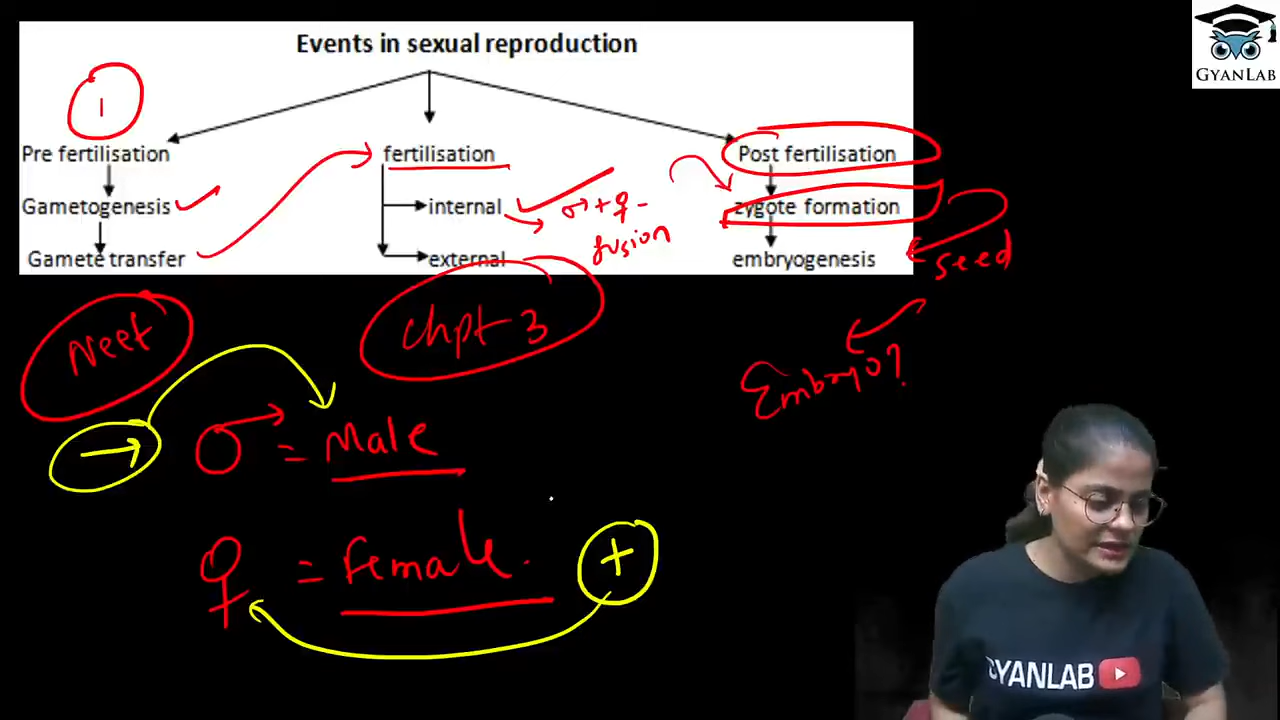 Events in sexual reproduction
GYANLAB
1
Pre fertilisation
fertilisation
Post fertilisation
Gametogenesis
internal
♂ + ♀ -
fusion
zygote formation
Gamete transfer
external
embryogenesis
seed
Neet
Chpt 3
Embryo?
→
♂ = Male
♀ = female.
+
GYANLAB